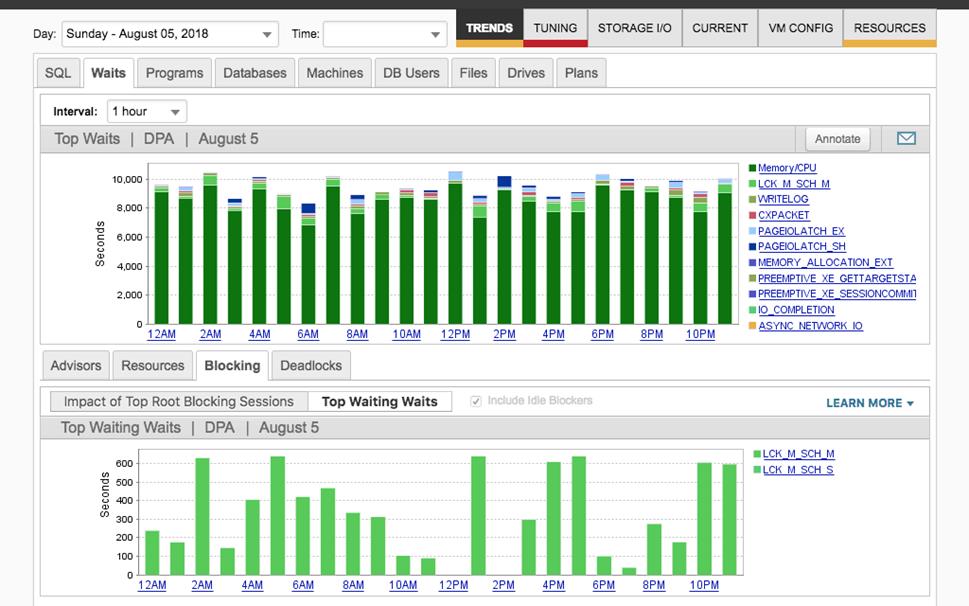 Day: Sunday - August 05, 2018 Time: TRENDS TUNING STORAGE I/O CURRENT VM CONFIG RESOURCES
SQL Waits Programs Databases Machines DB Users Files Drives Plans
Interval: 1 hour
Top Waits | DPA | August 5 Annotate
Seconds
10,000
8,000
6,000
4,000
2,000
0
12AM 2AM 4AM 6AM 8AM 10AM 12PM 2PM 4PM 6PM 8PM 10PM
Memory/CPU
LCK_M_SCH_M
WRITELOG
CXPACKET
PAGEIOLATCH_EX
PAGEIOLATCH_SH
MEMORY_ALLOCATION_EXT
PREEMPTIVE_XE_GETTARGETSTA
PREEMPTIVE_XE_SESSIONCOMMIT
IO_COMPLETION
ASYNC_NETWORK_IO
Advisors Resources Blocking Deadlocks
Impact of Top Root Blocking Sessions Top Waiting Waits Include Idle Blockers LEARN MORE
Top Waiting Waits | DPA | August 5
Seconds
600
500
400
300
200
100
0
12AM 2AM 4AM 6AM 8AM 10AM 12PM 2PM 4PM 6PM 8PM 10PM
LCK_M_SCH_M
LCK_M_SCH_S